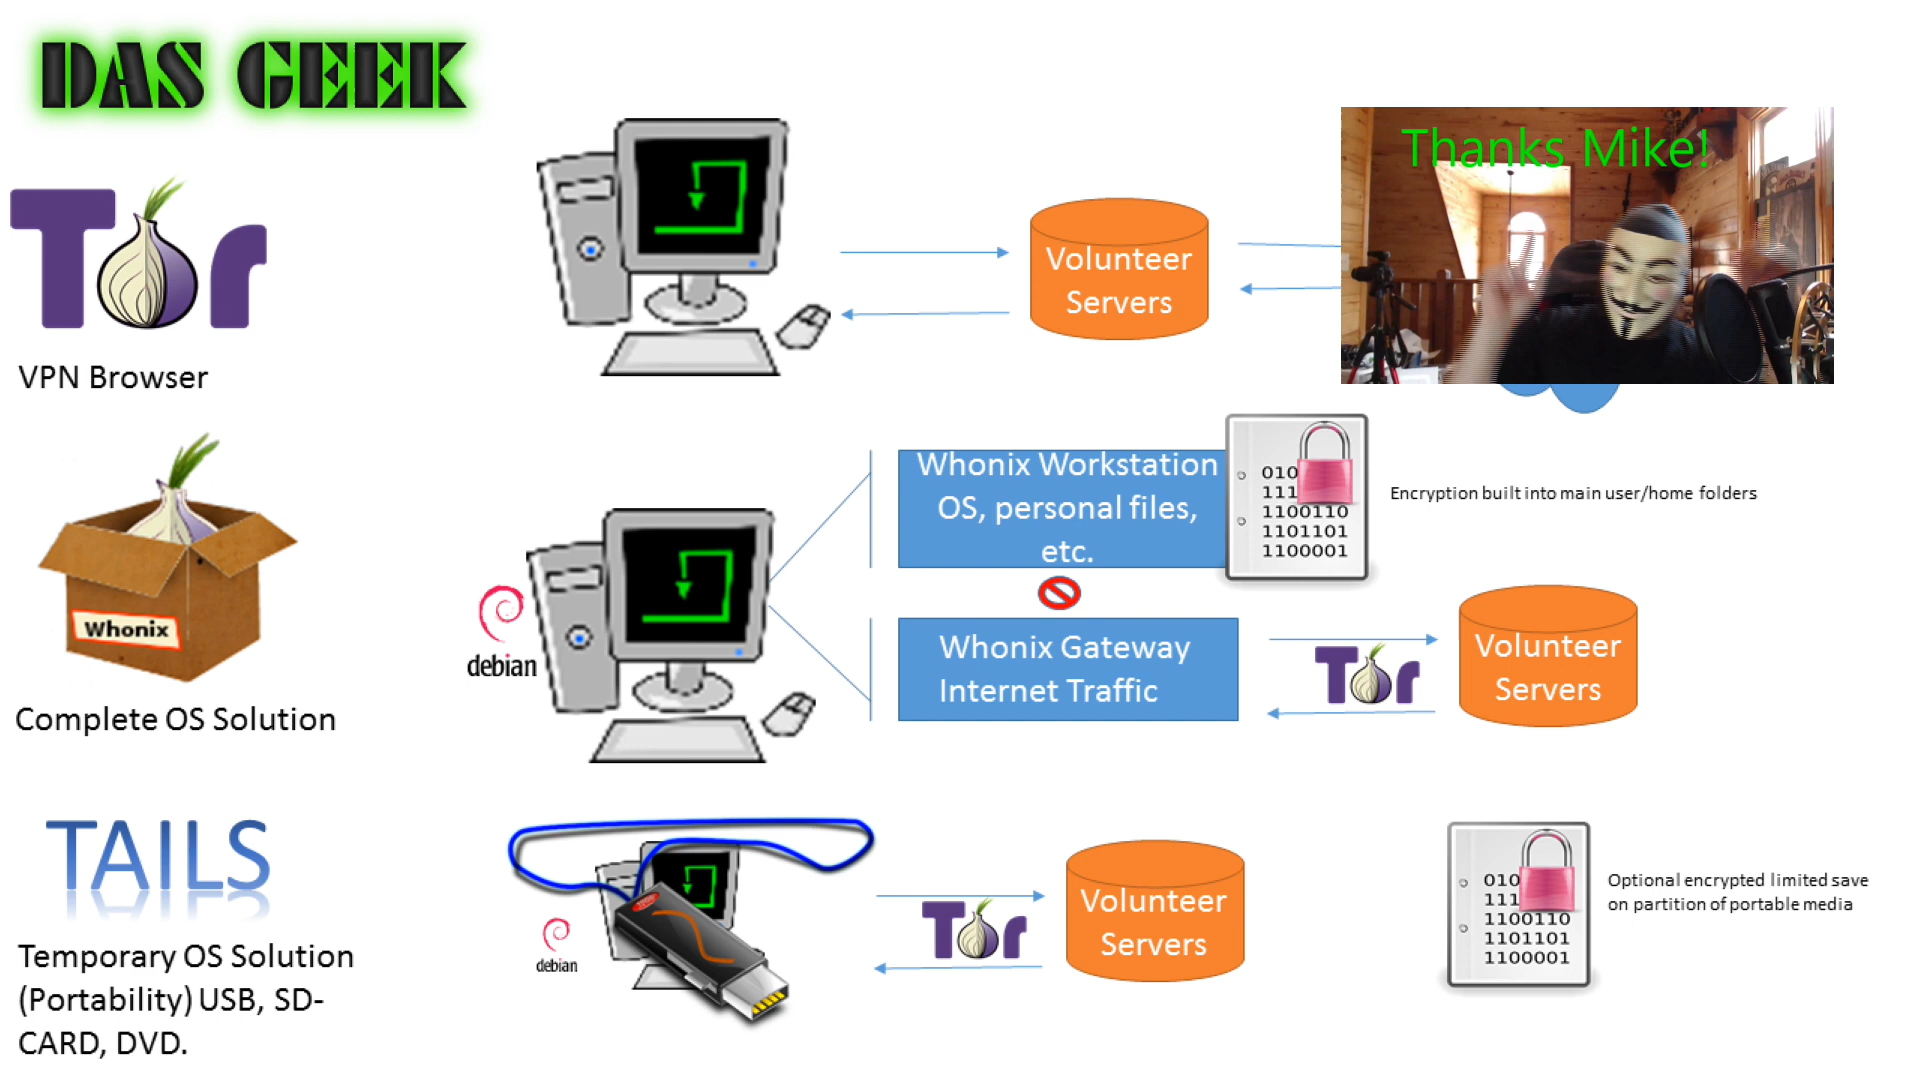 DAS GEEK
Thanks Mike!
Tor
VPN Browser
Volunteer
Servers
Whonix
Complete OS Solution
debian
Whonix Workstation
OS, personal files,
etc.
010
111
1100110
1101101
1100001
Encryption built into main user/home folders
Whonix Gateway
Internet Traffic
Tor
Volunteer
Servers
TAILS
Temporary OS Solution
(Portability) USB, SD-
CARD, DVD.
debian
Tor
Volunteer
Servers
010
111
1100110
1101101
1100001
Optional encrypted limited save
on partition of portable media